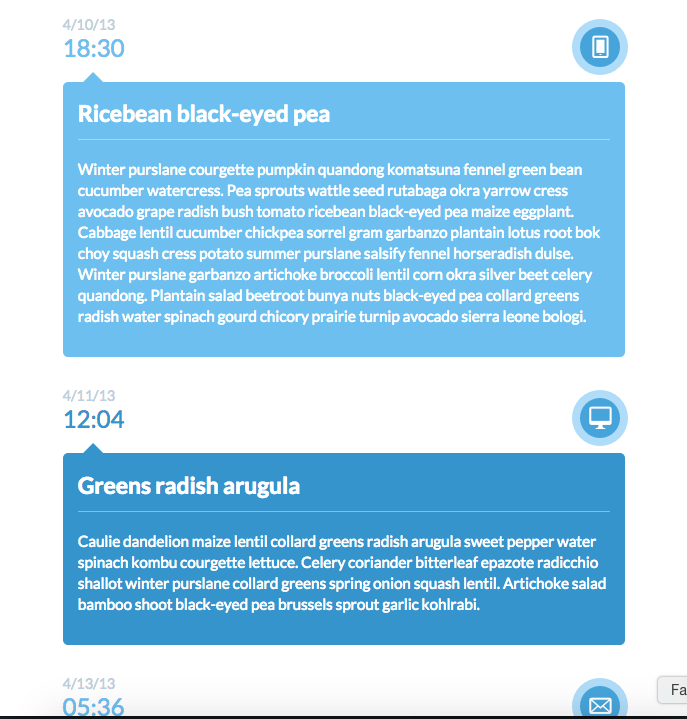 4/10/13
18:30
Ricebean black-eyed pea
Winter purslane courgette pumpkin quandong komatsuna fennel green bean
cucumber watercress. Pea sprouts wattle seed rutabaga okra yarrow cress
avocado grape radish bush tomato ricebean black-eyed pea maize eggplant.
Cabbage lentil cucumber chickpea sorrel gram garbanzo plantain lotus root bok
choy squash cress potato summer purslane salsify fennel horseradish dulse.
Winter purslane garbanzo artichoke broccoli lentil corn okra silver beet celery
quandong. Plantain salad beetroot bunya nuts black-eyed pea collard greens
radish water spinach gourd chicory prairie turnip avocado sierra leone bologi.
4/11/13
12:04
Greens radish arugula
Caulie dandelion maize lentil collard greens radish arugula sweet pepper water
spinach kombu courgette lettuce. Celery coriander bitterleaf epazote radicchio
shallot winter purslane collard greens spring onion squash lentil. Artichoke salad
bamboo shoot black-eyed pea brussels sprout garlic kohlrabi.
4/13/13
05:36
Fa